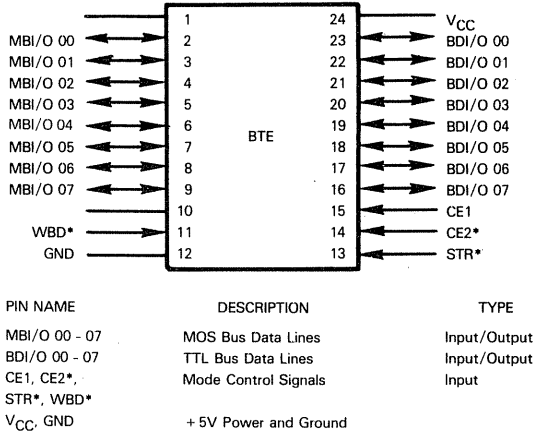 1 24 VCC
MBI/O 00 2 23 BDI/O 00
MBI/O 01 3 22 BDI/O 01
MBI/O 02 4 21 BDI/O 02
MBI/O 03 5 20 BDI/O 03
MBI/O 04 6 19 BDI/O 04
BTE
MBI/O 05 7 18 BDI/O 05
MBI/O 06 8 17 BDI/O 06
MBI/O 07 9 16 BDI/O 07
10 15 CE1
WBD* 11 14 CE2*
GND 12 13 STR*
PIN NAME DESCRIPTION TYPE
MBI/O 00 - 07 MOS Bus Data Lines Input/Output
BDI/O 00 - 07 TTL Bus Data Lines Input/Output
CE1, CE2*, Mode Control Signals Input
STR*, WBD*
VCC, GND +5V Power and Ground